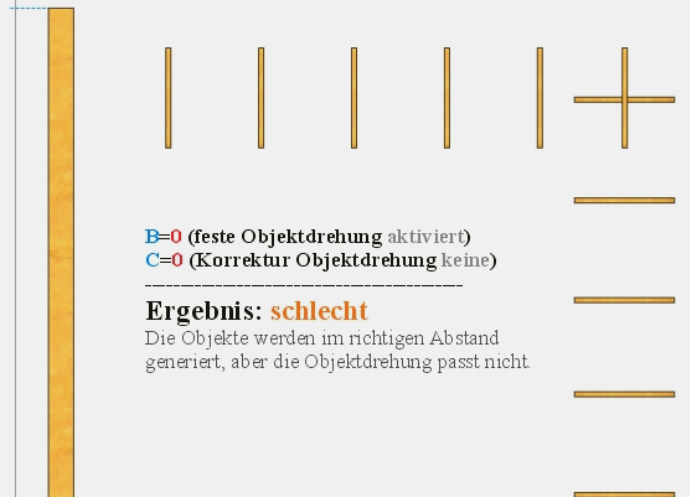 B=0 (feste Objektdrehung aktiviert)
C=0 (Korrektur Objektdrehung keine)
---------------------------------------------
Ergebnis: schlecht
Die Objekte werden im richtigen Abstand
generiert, aber die Objektdrehung passt nicht.